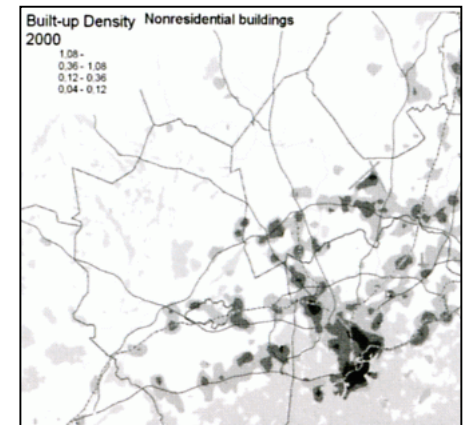 Built-up Density Nonresidential buildings
2000
1,08 -
0,36 - 1,08
0,12 - 0,36
0,04 - 0,12